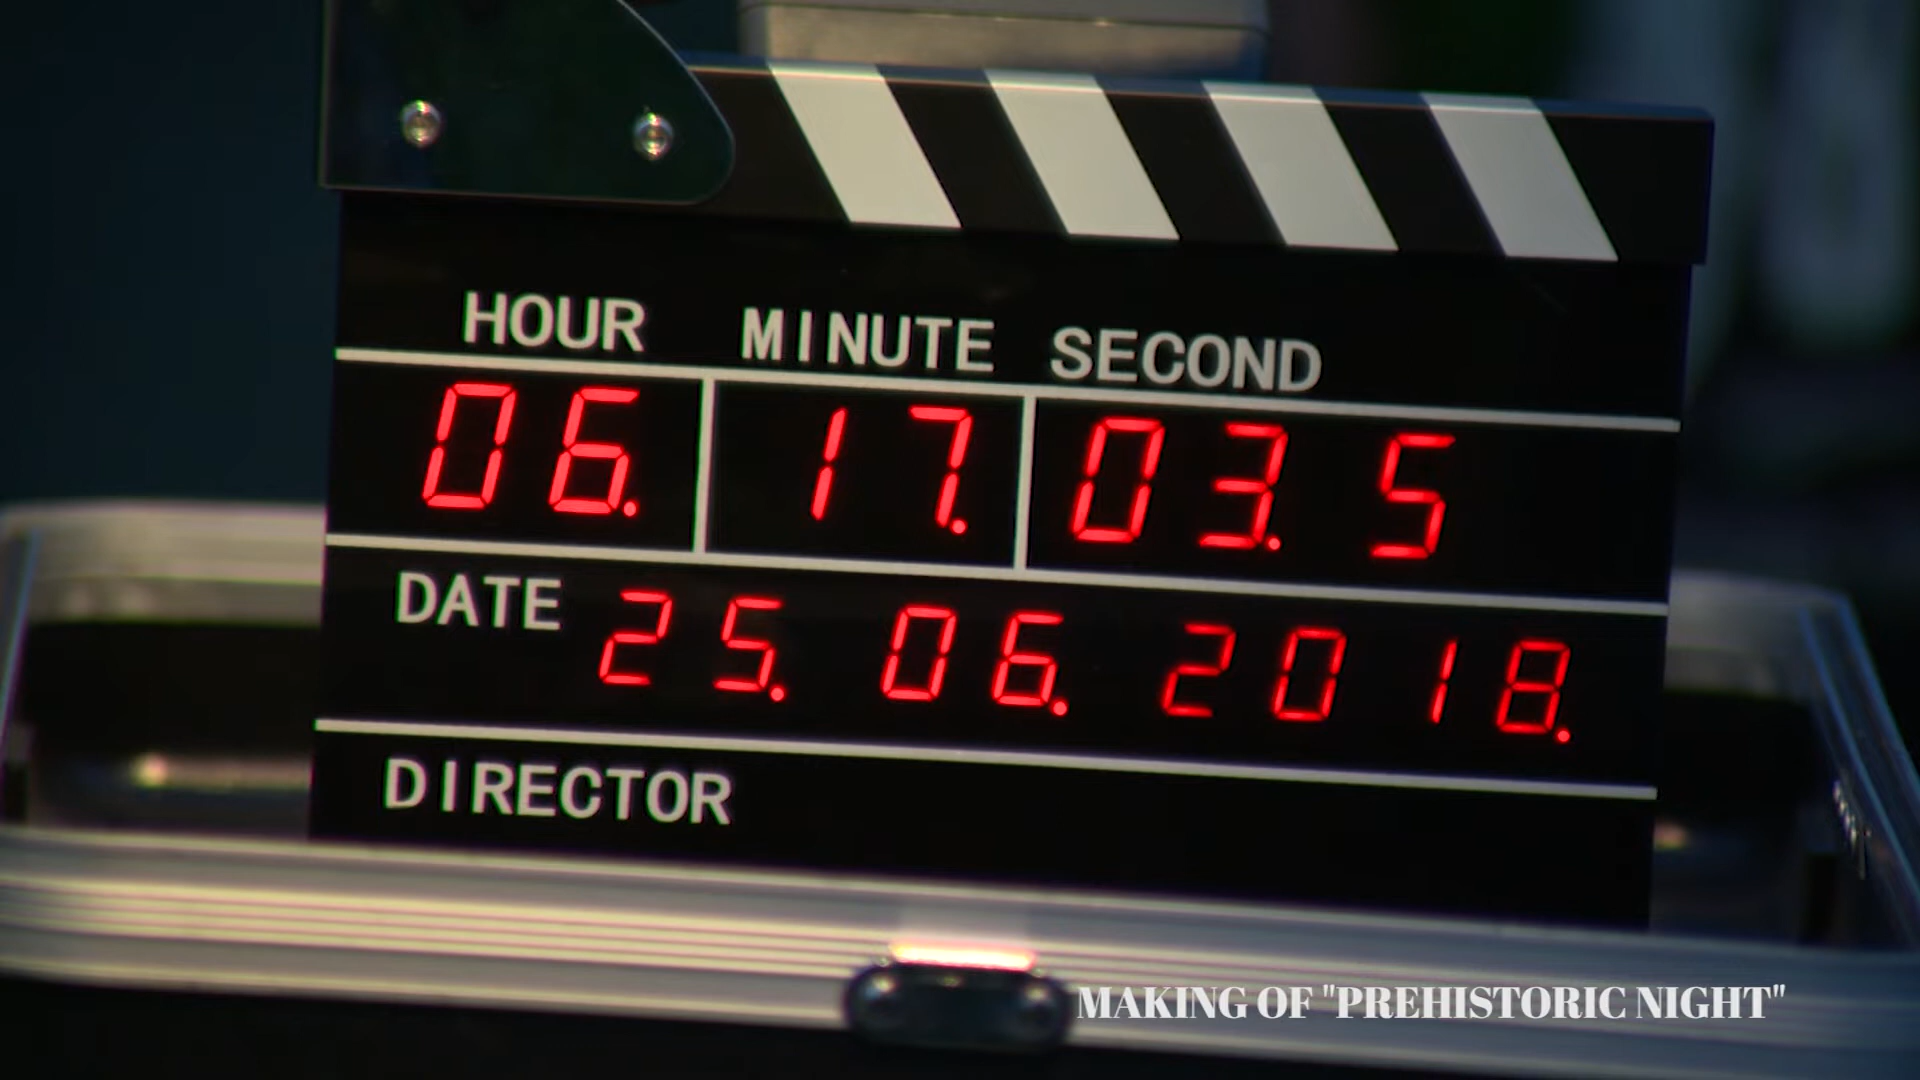 HOUR MINUTE SECOND
06. 17. 03. 5
DATE 25. 06. 2018.
DIRECTOR
MAKING OF "PREHISTORIC NIGHT"